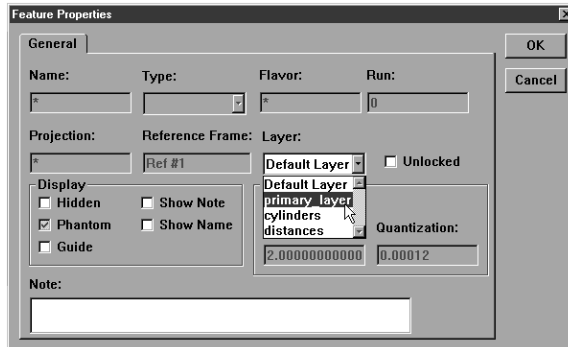 Feature Properties
General
OK
Cancel
Name: Type: Flavor: Run:
* * 0
Projection: Reference Frame: Layer:
* Ref #1 Default Layer Unlocked
Display
Default Layer
Hidden Show Note
primary_layer
Phantom Show Name
cylinders
Quantization:
distances
Guide
2.00000000000 0.00012
Note: